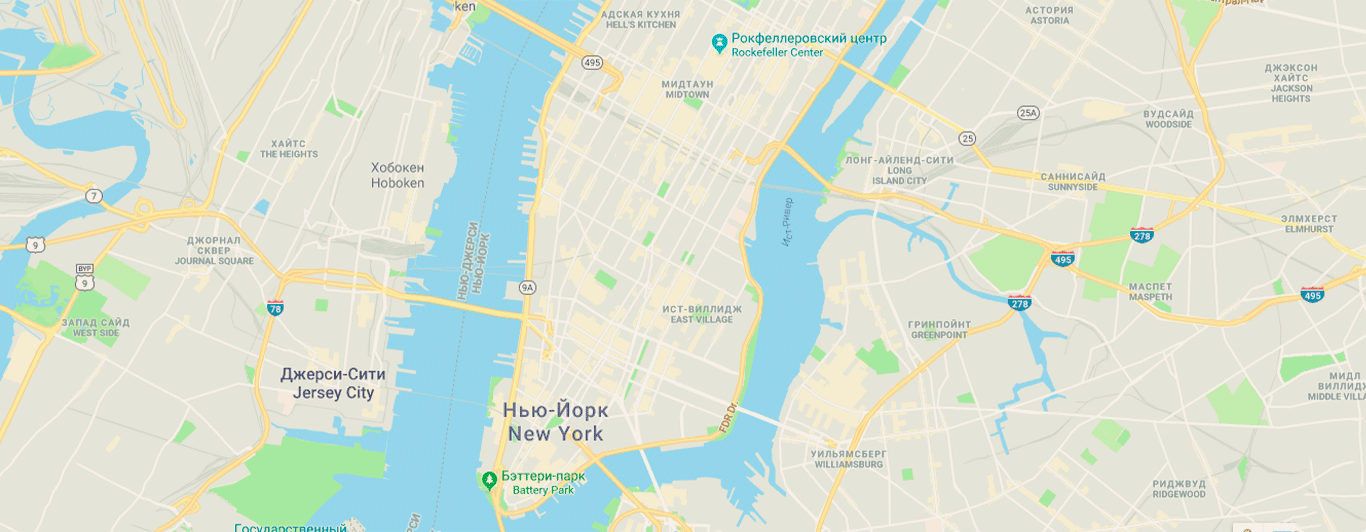 ken
АДСКАЯ КУХНЯ
HELL'S KITCHEN
Рокфеллеровский центр
Rockefeller Center
АСТОРИЯ
ASTORIA
495
МИДТАУН
MIDTOWN
ДЖЭКСОН
ХАЙТС
JACKSON
HEIGHTS
25A
ВУДСАЙД
WOODSIDE
25
ХАЙТС
THE HEIGHTS
Хобокен
Hoboken
ЛОНГ-АЙЛЕНД-СИТИ
LONG
ISLAND CITY
САННИСАЙД
SUNNYSIDE
7
ЭЛМХЕРСТ
ELMHURST
Ист-Ривер
9
ДЖОРНАЛ
СКВЕР
JOURNAL SQUARE
НЬЮ-ДЖЕРСИ
НЬЮ-ЙОРК
278
495
BYP
9
9A
МАСПЕТ
MASPETH
278
495
78
ЗАПАД САЙД
WEST SIDE
ИСТ-ВИЛЛИДЖ
EAST VILLAGE
ГРИНПОЙНТ
GREENPOINT
Джерси-Сити
Jersey City
МИДЛ
ВИЛЛИДЖ
MIDDLE VILLA
Нью-Йорк
New York
FDR Dr.
УИЛЬЯМСБЕРГ
WILLIAMSBURG
Бэттери-парк
Battery Park
РИДЖВУД
RIDGEWOOD
Государственный